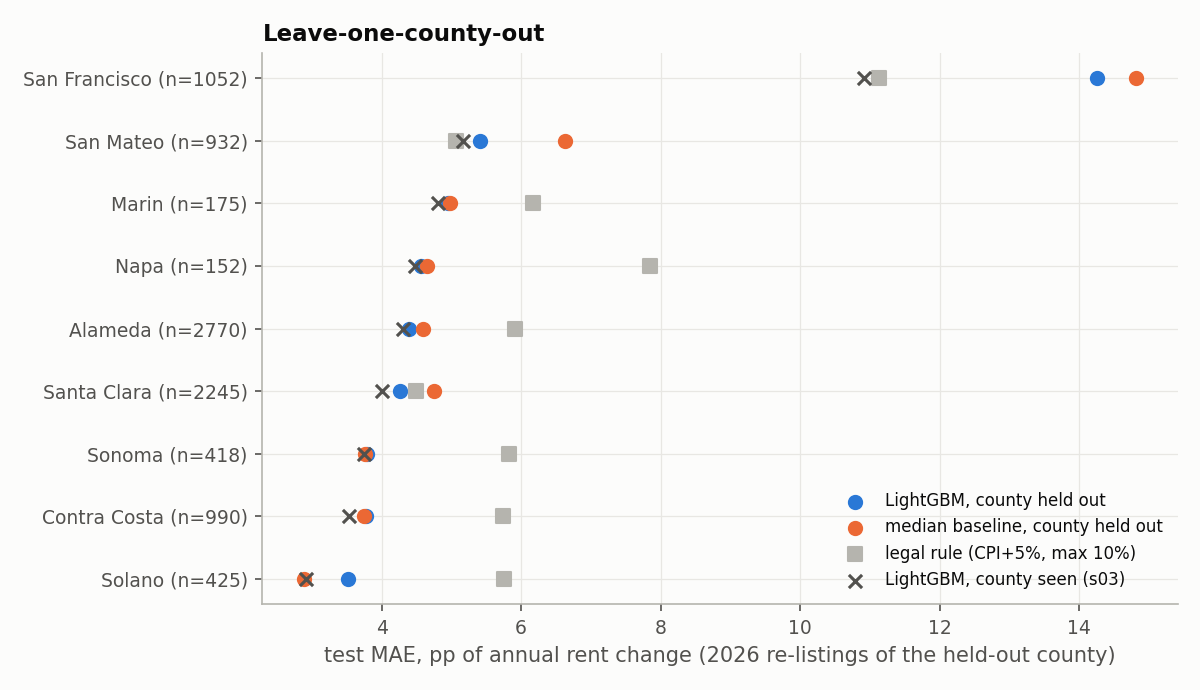 Leave-one-county-out
San Francisco (n=1052)
San Mateo (n=932)
Marin (n=175)
Napa (n=152)
Alameda (n=2770)
Santa Clara (n=2245)
Sonoma (n=418)
Contra Costa (n=990)
Solano (n=425)
LightGBM, county held out
median baseline, county held out
legal rule (CPI+5%, max 10%)
LightGBM, county seen (s03)
4 6 8 10 12 14
test MAE, pp of annual rent change (2026 re-listings of the held-out county)